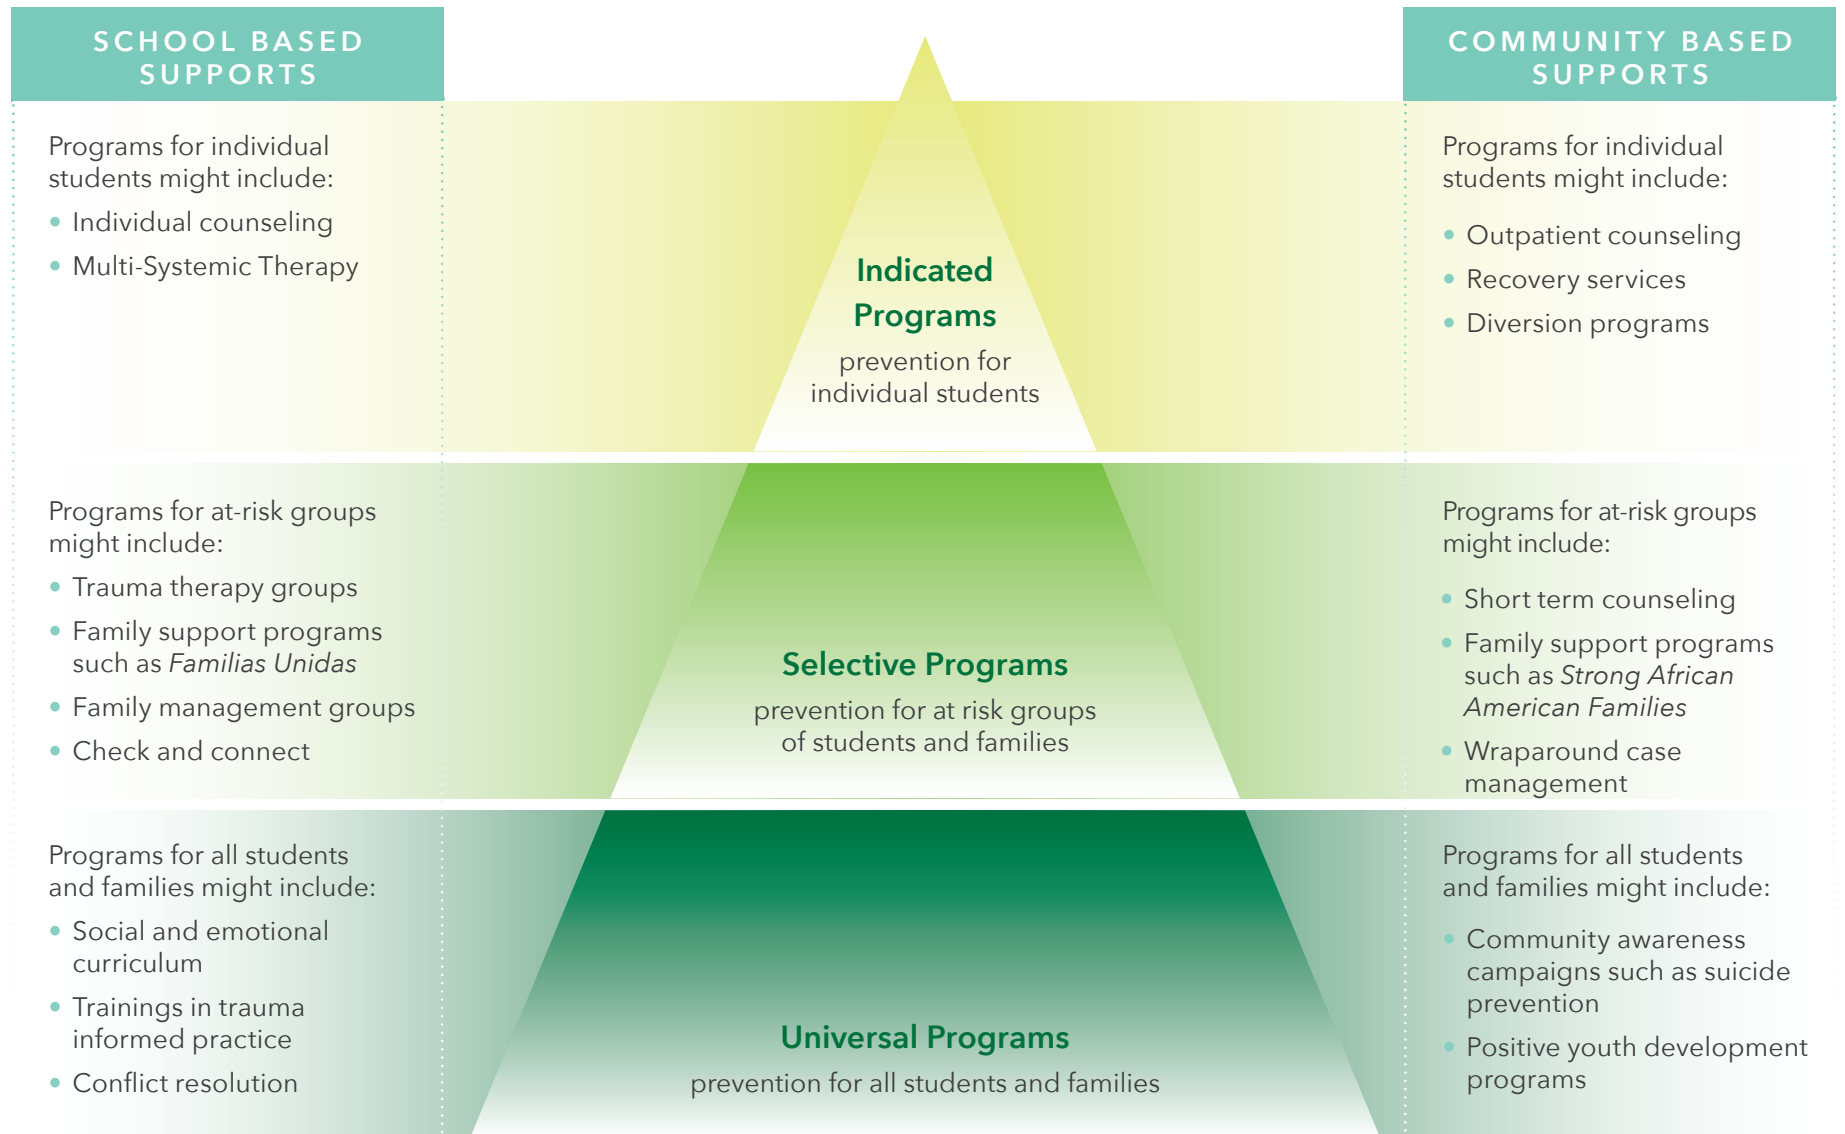 SCHOOL BASED
SUPPORTS
Programs for individual
students might include:
• Individual counseling
• Multi-Systemic Therapy
Programs for at-risk groups
might include:
• Trauma therapy groups
• Family support programs
such as Familias Unidas
• Family management groups
• Check and connect
Programs for all students
and families might include:
• Social and emotional
curriculum
• Trainings in trauma
informed practice
• Conflict resolution
Indicated
Programs
prevention for
individual students
Selective Programs
prevention for at risk groups
of students and families
Universal Programs
prevention for all students and families
COMMUNITY BASED
SUPPORTS
Programs for individual
students might include:
• Outpatient counseling
• Recovery services
• Diversion programs
Programs for at-risk groups
might include:
• Short term counseling
• Family support programs
such as Strong African
American Families
• Wraparound case
management
Programs for all students
and families might include:
• Community awareness
campaigns such as suicide
prevention
• Positive youth development
programs